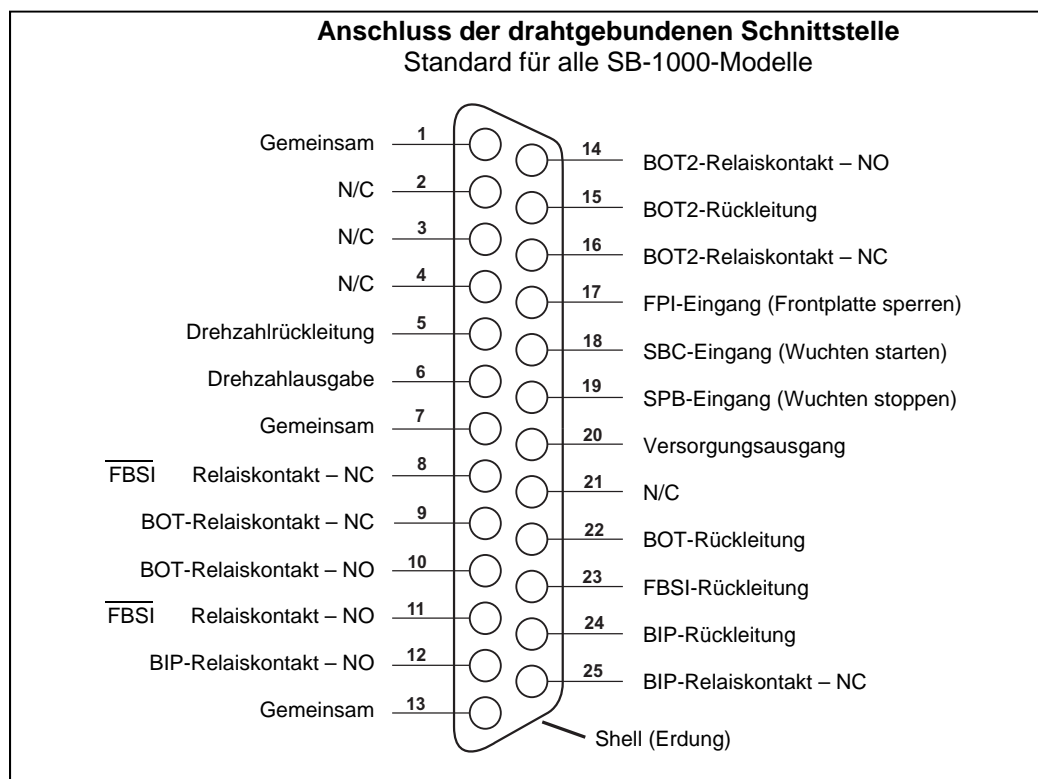 Anschluss der drahtgebundenen Schnittstelle
Standard für alle SB-1000-Modelle
Gemeinsam 1
N/C 2
N/C 3
N/C 4
Drehzahlrückleitung 5
Drehzahlausgabe 6
Gemeinsam 7
FBSI Relaiskontakt – NC 8
BOT-Relaiskontakt – NC 9
BOT-Relaiskontakt – NO 10
FBSI Relaiskontakt – NO 11
BIP-Relaiskontakt – NO 12
Gemeinsam 13
14 BOT2-Relaiskontakt – NO
15 BOT2-Rückleitung
16 BOT2-Relaiskontakt – NC
17 FPI-Eingang (Frontplatte sperren)
18 SBC-Eingang (Wuchten starten)
19 SPB-Eingang (Wuchten stoppen)
20 Versorgungsausgang
21 N/C
22 BOT-Rückleitung
23 FBSI-Rückleitung
24 BIP-Rückleitung
25 BIP-Relaiskontakt – NC
Shell (Erdung)